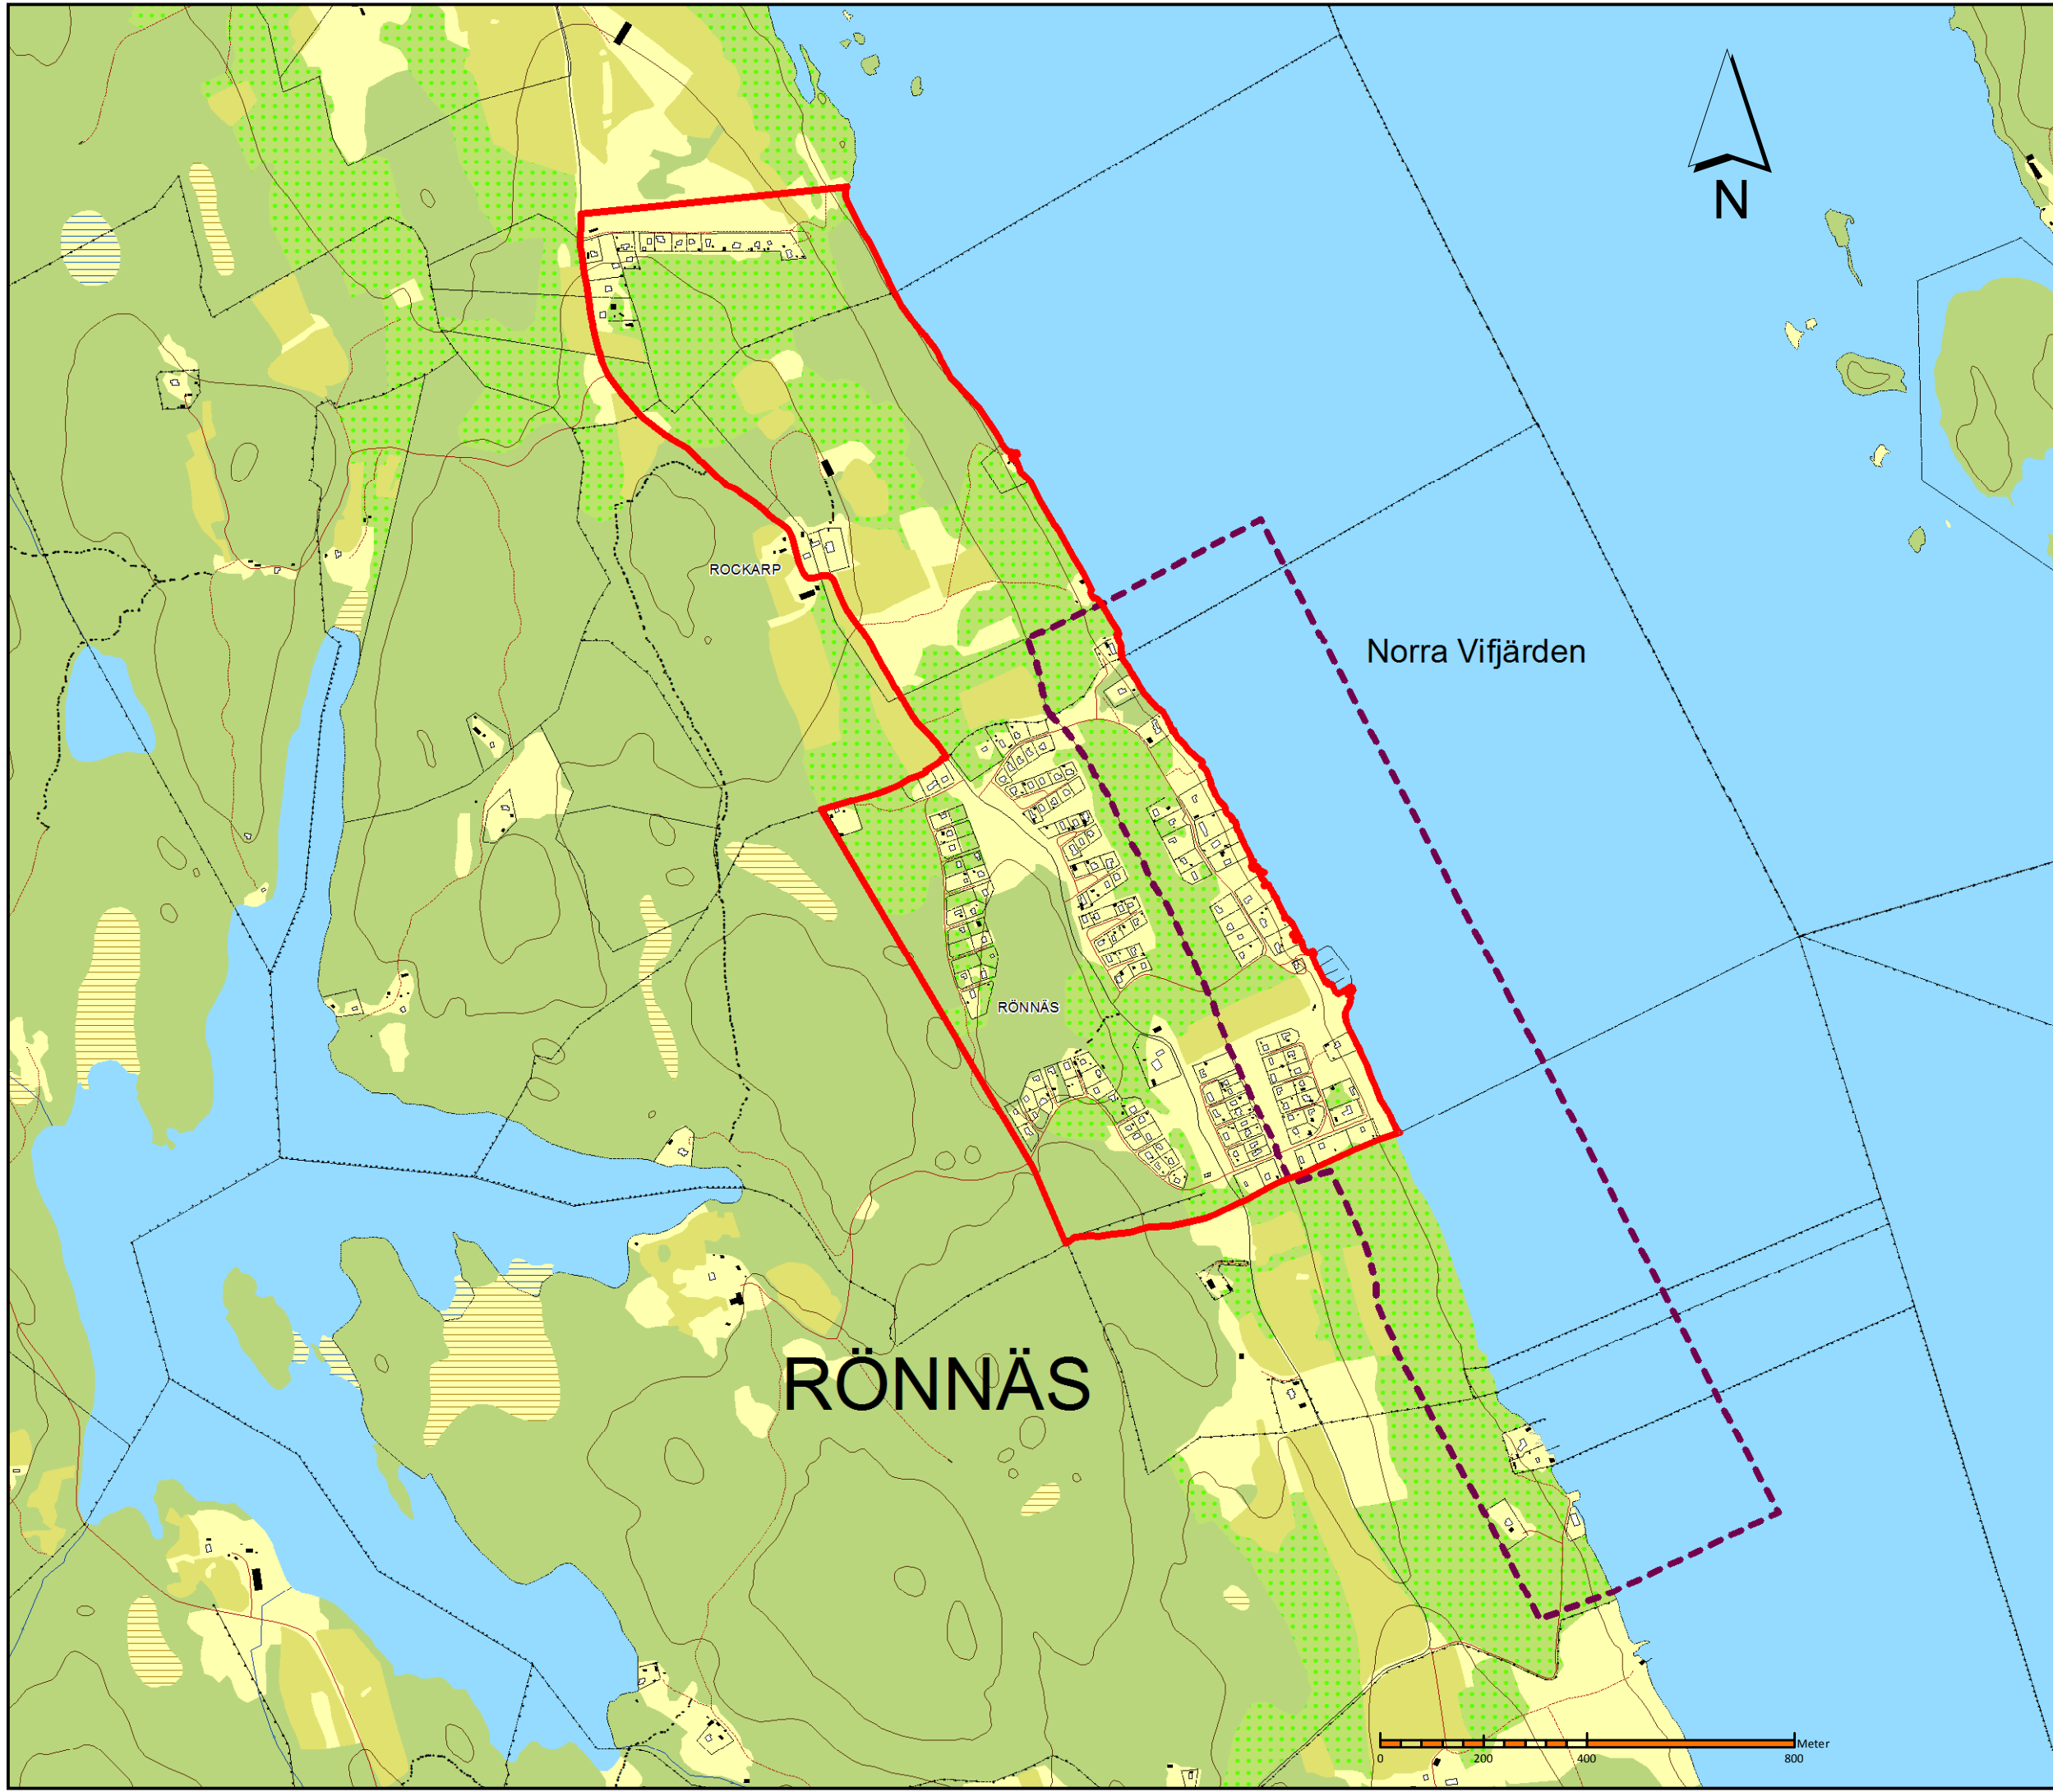 N
ROCKARP
Norra Vifjärden
RÖNNÄS
RÖNNÄS
Meter
0 200 400 800